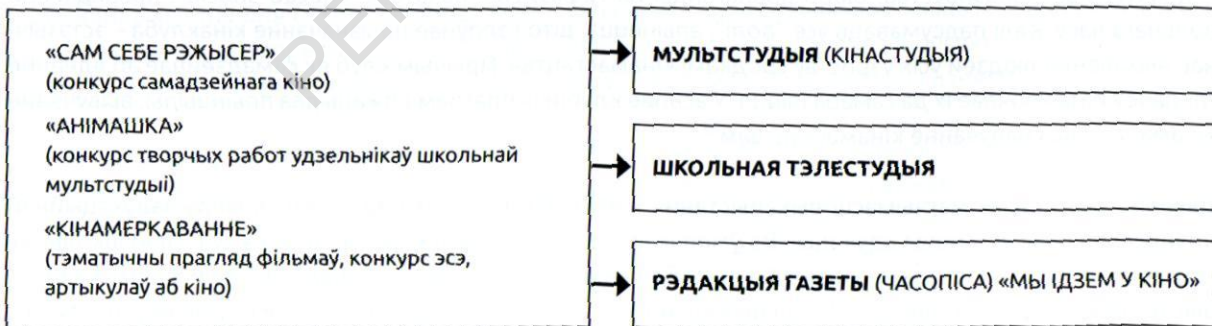 «САМ СЕБЕ РЭЖЫСЕР»
(конкурс самадзейнага кіно)
«АНІМАШКА»
(конкурс творчых работ удзельнікаў школьнай
мультстудыі)
«КІНАМЕРКАВАННЕ»
(тэматычны прагляд фільмаў, конкурс эсэ,
артыкулаў аб кіно)
МУЛЬТСТУДЫЯ (КІНАСТУДЫЯ)
ШКОЛЬНАЯ ТЭЛЕСТУДЫЯ
РЭДАКЦЫЯ ГАЗЕТЫ (ЧАСОПІСА) «МЫ ІДЗЕМ У КІНО»